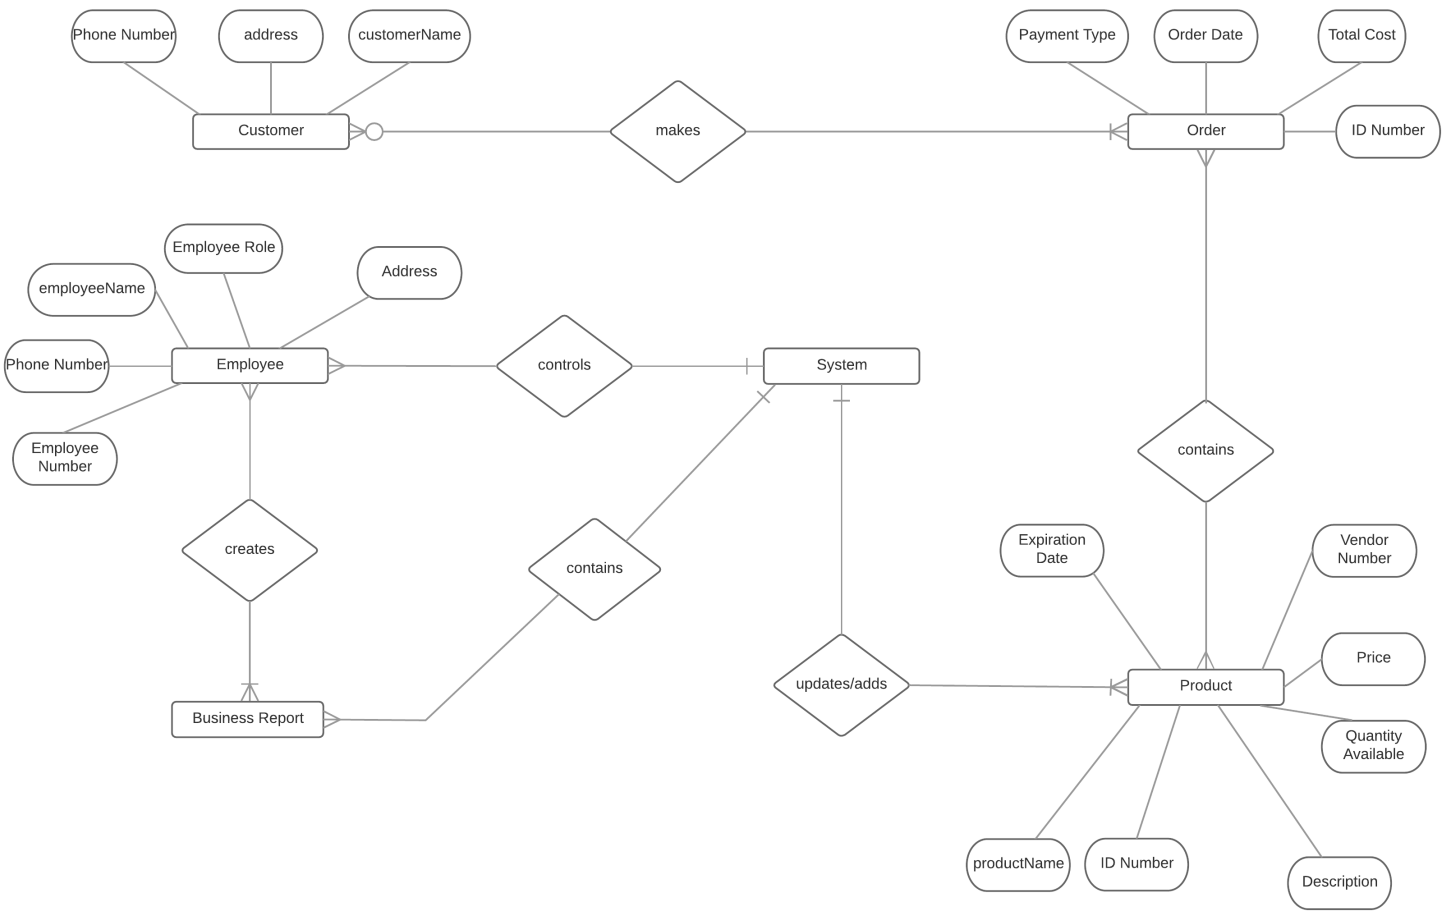 Phone Number
address
customerName
Payment Type
Order Date
Total Cost
Customer
makes
Order
ID Number
Employee Role
Address
employeeName
Phone Number
Employee
controls
System
Employee
Number
contains
creates
contains
Expiration
Date
Vendor
Number
Price
updates/adds
Product
Business Report
Quantity
Available
productName
ID Number
Description